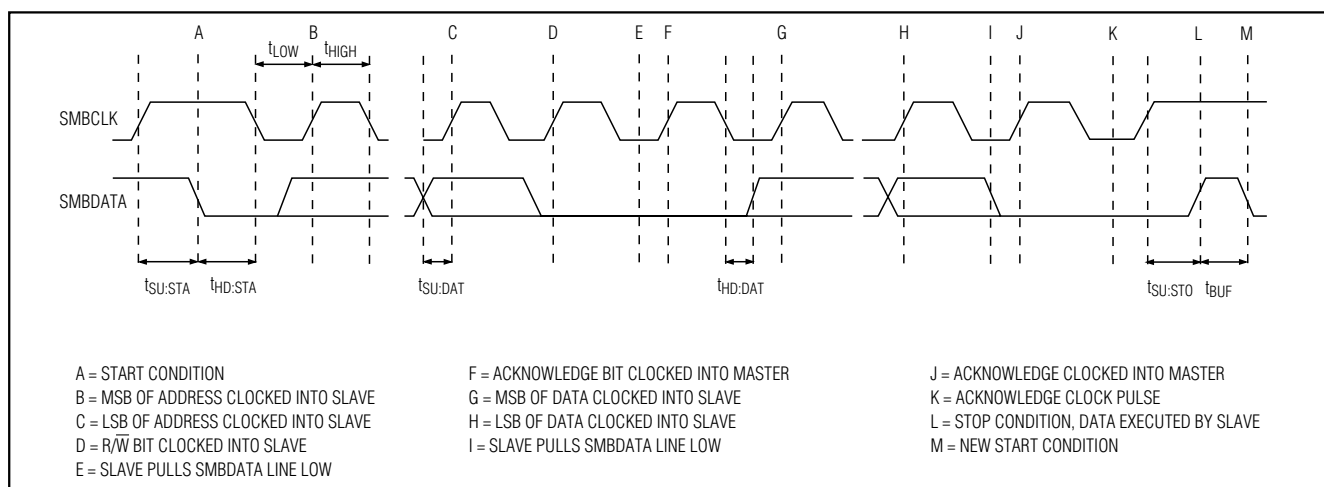 A B C D E F G H I J K L M
tLOW tHIGH
SMBCLK
SMBDATA
tSU:STA tHD:STA tSU:DAT tHD:DAT tSU:STO tBUF
A = START CONDITION
B = MSB OF ADDRESS CLOCKED INTO SLAVE
C = LSB OF ADDRESS CLOCKED INTO SLAVE
D = R/W̅ BIT CLOCKED INTO SLAVE
E = SLAVE PULLS SMBDATA LINE LOW
F = ACKNOWLEDGE BIT CLOCKED INTO MASTER
G = MSB OF DATA CLOCKED INTO SLAVE
H = LSB OF DATA CLOCKED INTO SLAVE
I = SLAVE PULLS SMBDATA LINE LOW
J = ACKNOWLEDGE CLOCKED INTO MASTER
K = ACKNOWLEDGE CLOCK PULSE
L = STOP CONDITION, DATA EXECUTED BY SLAVE
M = NEW START CONDITION